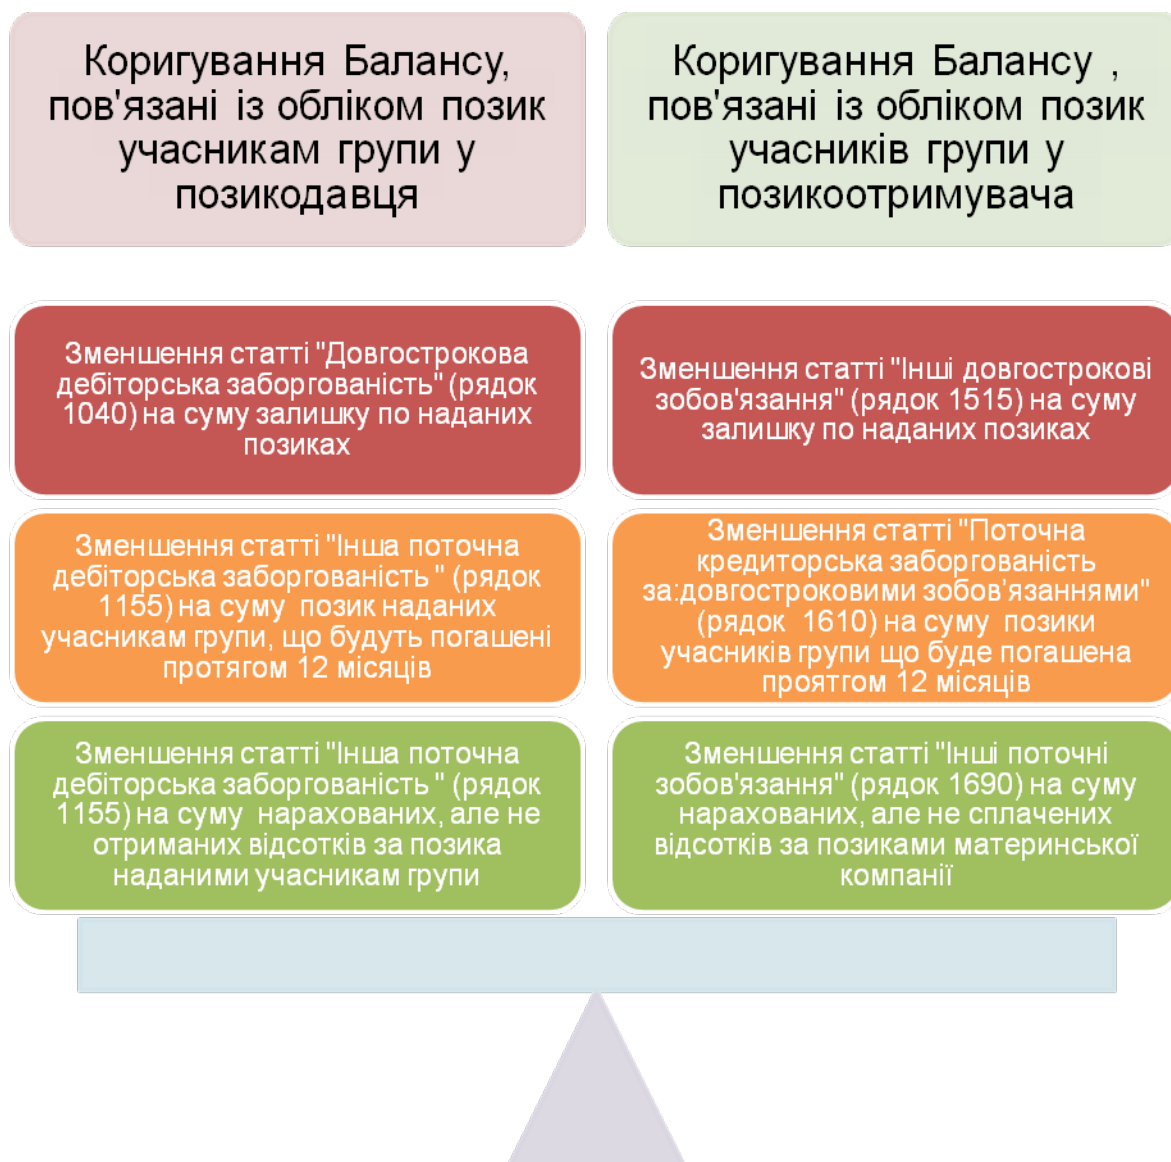 Коригування Балансу,
пов'язані із обліком позик
учасникам групи у
позикодавця
Коригування Балансу ,
пов'язані із обліком позик
учасників групи у
позикоотримувача
Зменшення статті "Довгострокова
дебіторська заборгованість" (рядок
1040) на суму залишку по наданих
позиках
Зменшення статті "Інші довгострокові
зобов'язання" (рядок 1515) на суму
залишку по наданих позиках
Зменшення статті "Інша поточна
дебіторська заборгованість " (рядок
1155) на суму позик наданих
учасникам групи, що будуть погашені
протягом 12 місяців
Зменшення статті "Поточна
кредиторська заборгованість
за:довгостроковими зобов’язаннями"
(рядок 1610) на суму позики
учасників групи що буде погашена
проятгом 12 місяців
Зменшення статті "Інша поточна
дебіторська заборгованість " (рядок
1155) на суму нарахованих, але не
отриманих відсотків за позика
наданими учасникам групи
Зменшення статті "Інші поточні
зобов'язання" (рядок 1690) на суму
нарахованих, але не сплачених
відсотків за позиками материнської
компанії